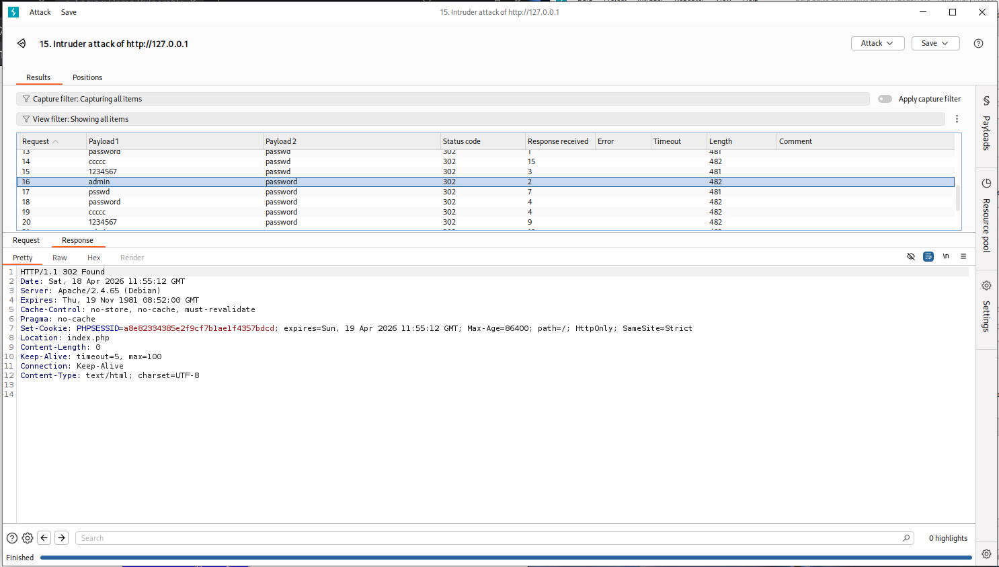 Attack Save 15. Intruder attack of http://127.0.0.1
15. Intruder attack of http://127.0.0.1 Attack Save
Results Positions
Capture filter: Capturing all items Apply capture filter
View filter: Showing all items
Request Payload 1 Payload 2 Status code Response received Error Timeout Length Comment
13 password passwd 302 1 481
14 ccccc passwd 302 15 482
15 1234567 passwd 302 3 481
16 admin password 302 2 482
17 psswd password 302 7 481
18 password password 302 4 482
19 ccccc password 302 4 482
20 1234567 password 302 9 482
Request Response
Pretty Raw Hex Render \n
1 HTTP/1.1 302 Found
2 Date: Sat, 18 Apr 2026 11:55:12 GMT
3 Server: Apache/2.4.65 (Debian)
4 Expires: Thu, 19 Nov 1981 08:52:00 GMT
5 Cache-Control: no-store, no-cache, must-revalidate
6 Pragma: no-cache
7 Set-Cookie: PHPSESSID=a8e82334385e2f9cf7b1ae1f4357bdcd; expires=Sun, 19 Apr 2026 11:55:12 GMT; Max-Age=86400; path=/; HttpOnly; SameSite=Strict
8 Location: index.php
9 Content-Length: 0
10 Keep-Alive: timeout=5, max=100
11 Connection: Keep-Alive
12 Content-Type: text/html; charset=UTF-8
13
14
Search 0 highlights
Finished
Payloads
Resource pool
Settings